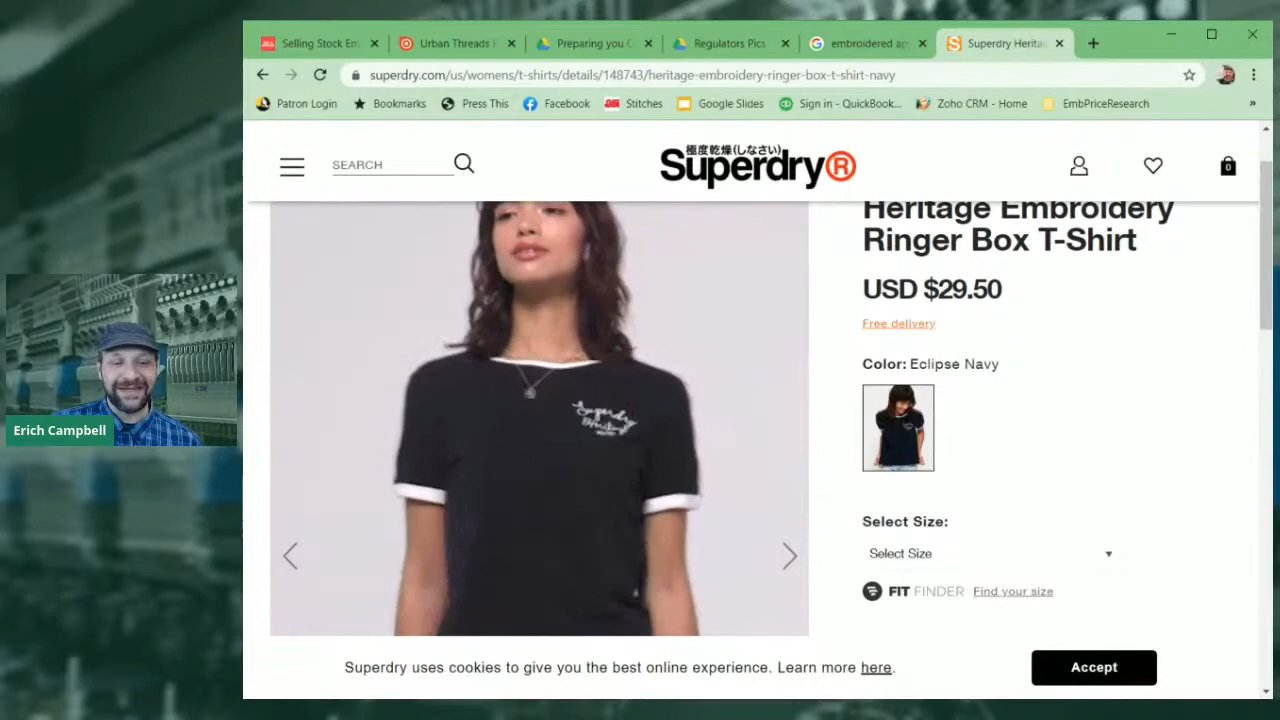 Selling Stock Em
Urban Threads
Preparing you
Regulators Pics
embroidered ap
Superdry Herita
superdry.com/us/womens/t-shirts/details/148743/heritage-embroidery-ringer-box-t-shirt-navy
Patron Login
Bookmarks
Press This
Facebook
Stitches
Google Slides
Sign in - QuickBook...
Zoho CRM - Home
EmbPriceResearch
»
SEARCH
極度乾燥(しなさい)
Superdry®
0
Heritage Embroidery
Ringer Box T-Shirt
USD $29.50
Free delivery
Color: Eclipse Navy
Superdry
Heritage
Select Size:
Select Size
FIT FINDER Find your size
Superdry uses cookies to give you the best online experience. Learn more here.
Accept
Erich Campbell